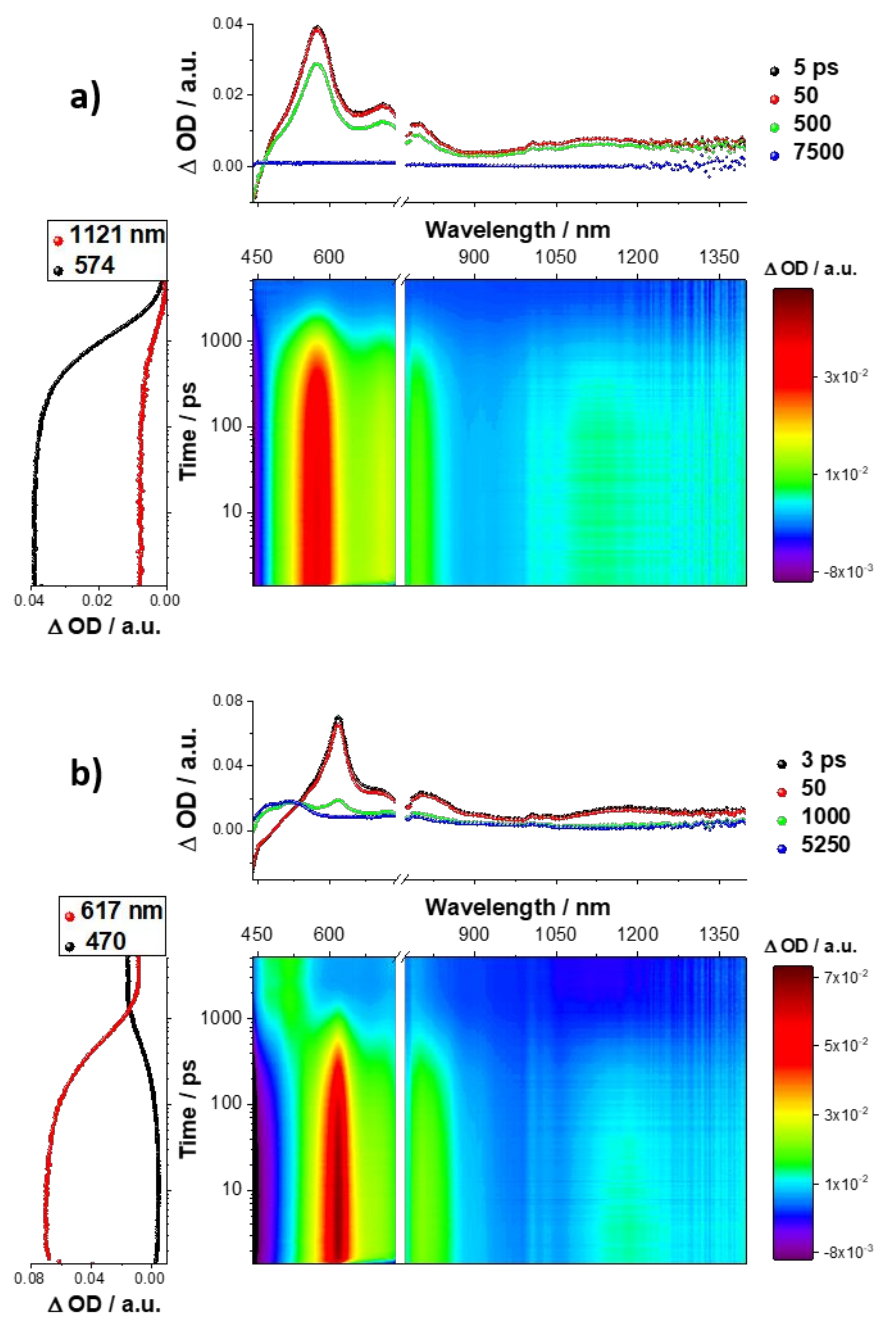 a)
0.04
0.02
0.00
Δ OD / a.u.
5 ps
50
500
7500
Wavelength / nm
450 600 900 1050 1200 1350
1121 nm
574
1000
100
10
Time / ps
0.04 0.02 0.00
Δ OD / a.u.
Δ OD / a.u.
3x10⁻²
1x10⁻²
-8x10⁻³
b)
0.08
0.04
0.00
Δ OD / a.u.
3 ps
50
1000
5250
Wavelength / nm
450 600 900 1050 1200 1350
617 nm
470
1000
100
10
Time / ps
0.08 0.04 0.00
Δ OD / a.u.
Δ OD / a.u.
7x10⁻²
5x10⁻²
3x10⁻²
1x10⁻²
-8x10⁻³